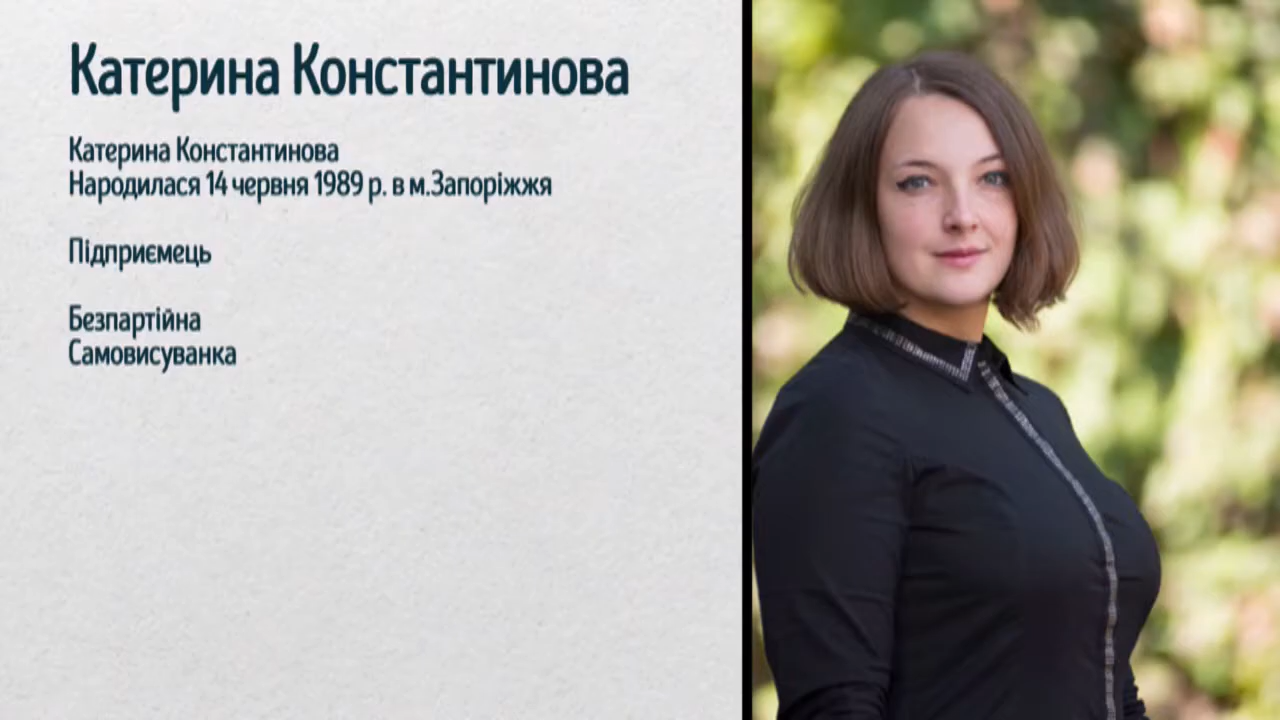 Катерина Константинова
Катерина Константинова
Народилася 14 червня 1989 р. в м.Запоріжжя
Підприємець
Безпартійна
Самовисуванка